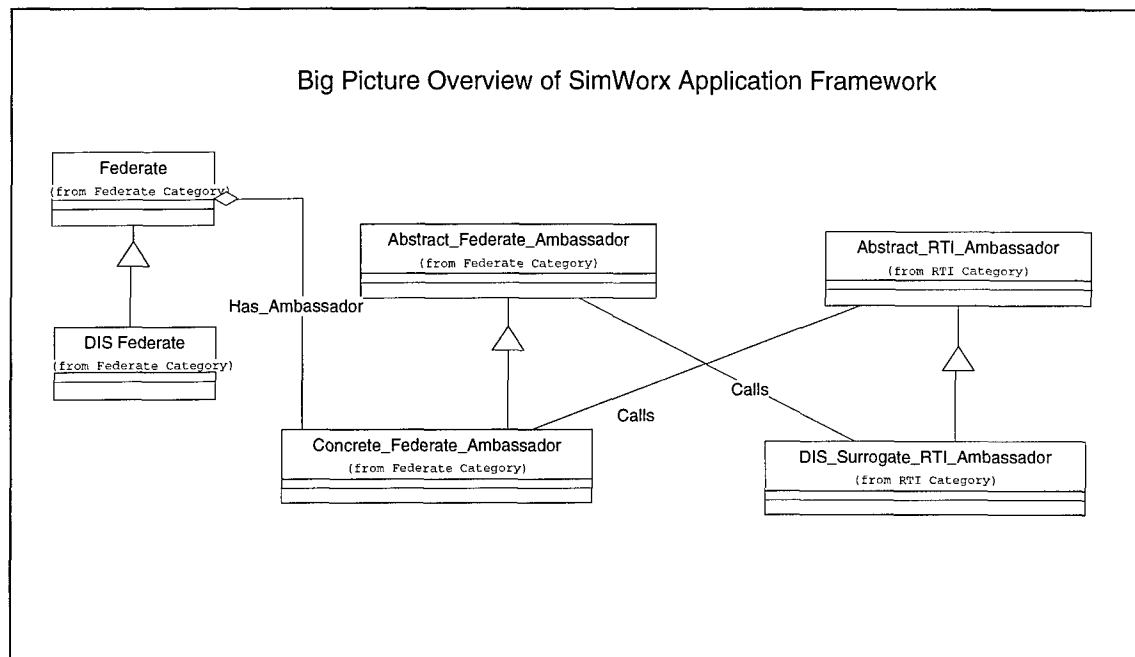 Big Picture Overview of SimWorx Application Framework
Federate
(from Federate Category)
Abstract_Federate_Ambassador
(from Federate Category)
Abstract_RTI_Ambassador
(from RTI Category)
Has_Ambassador
DIS Federate
(from Federate Category)
Calls
Calls
Concrete_Federate_Ambassador
(from Federate Category)
DIS_Surrogate_RTI_Ambassador
(from RTI Category)